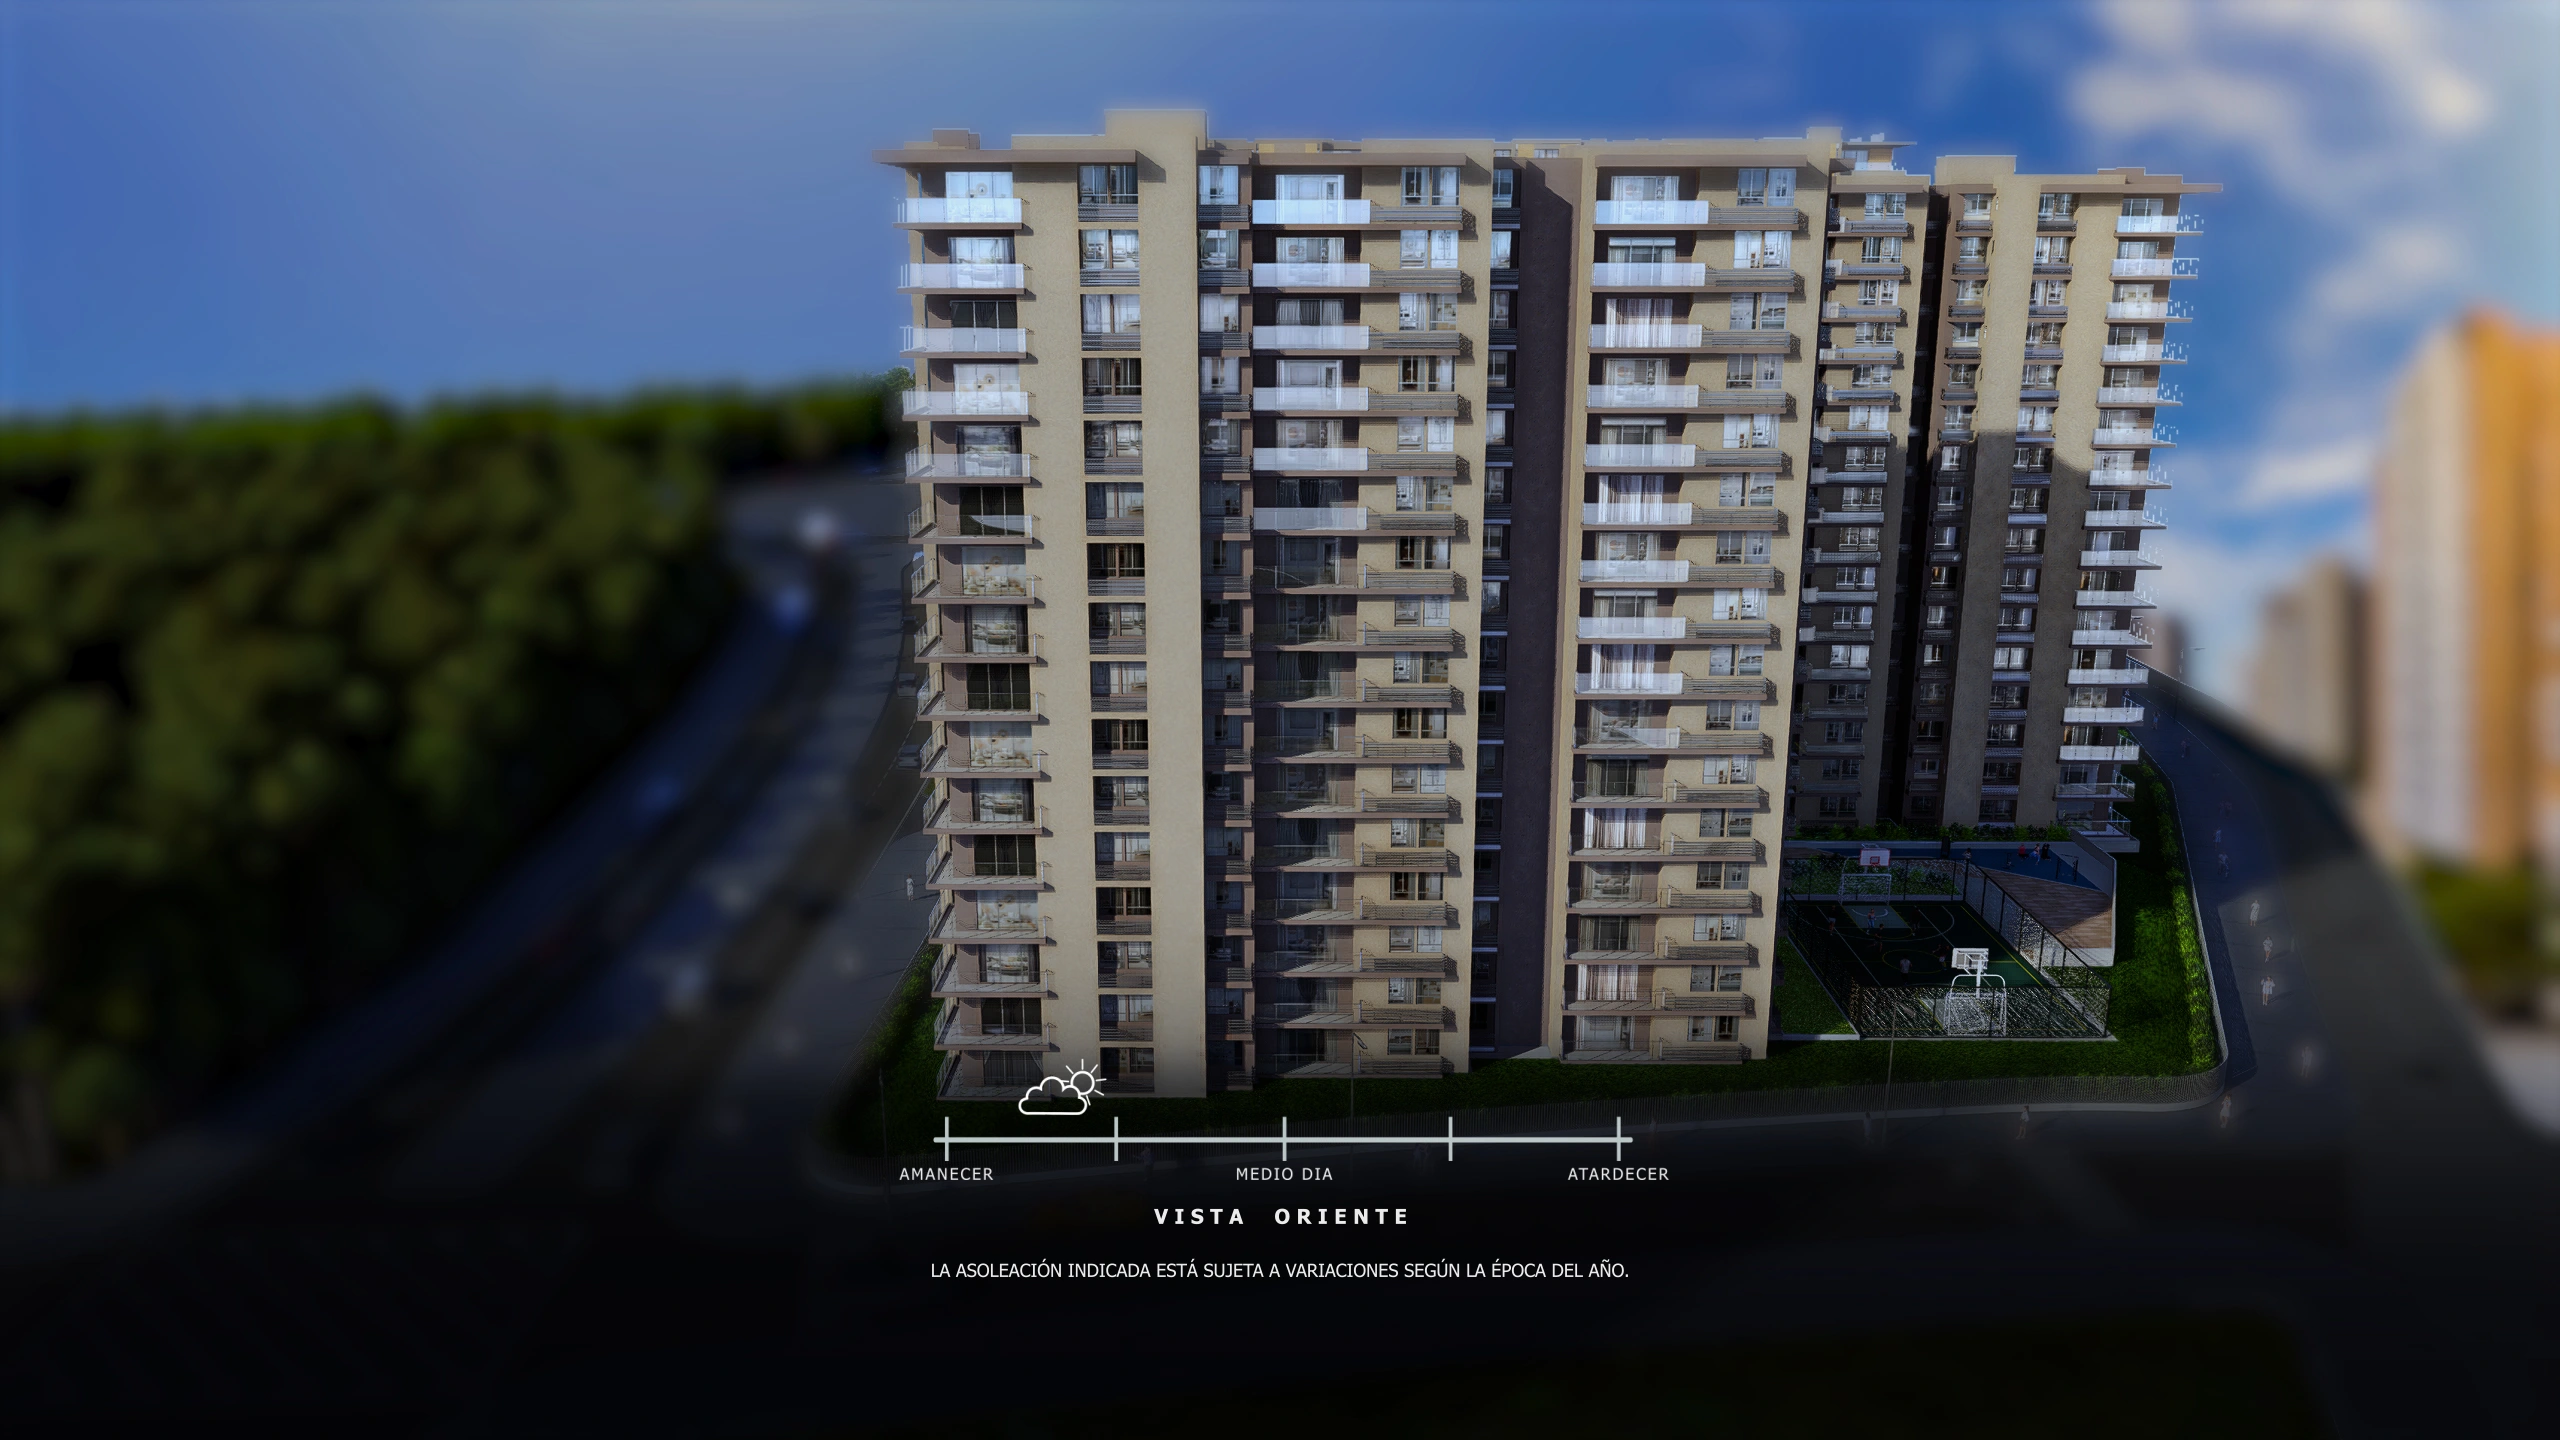 AMANECER MEDIO DIA ATARDECER
VISTA ORIENTE
LA ASOLEACIÓN INDICADA ESTÁ SUJETA A VARIACIONES SEGÚN LA ÉPOCA DEL AÑO.